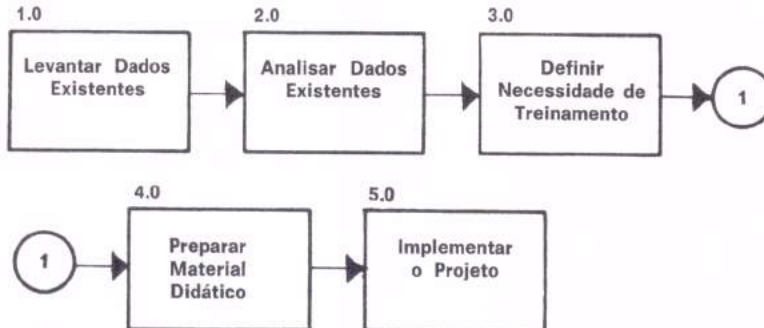 1.0
Levantar Dados
Existentes
2.0
Analisar Dados
Existentes
3.0
Definir
Necessidade de
Treinamento
1
1
4.0
Preparar
Material
Didático
5.0
Implementar
o Projeto